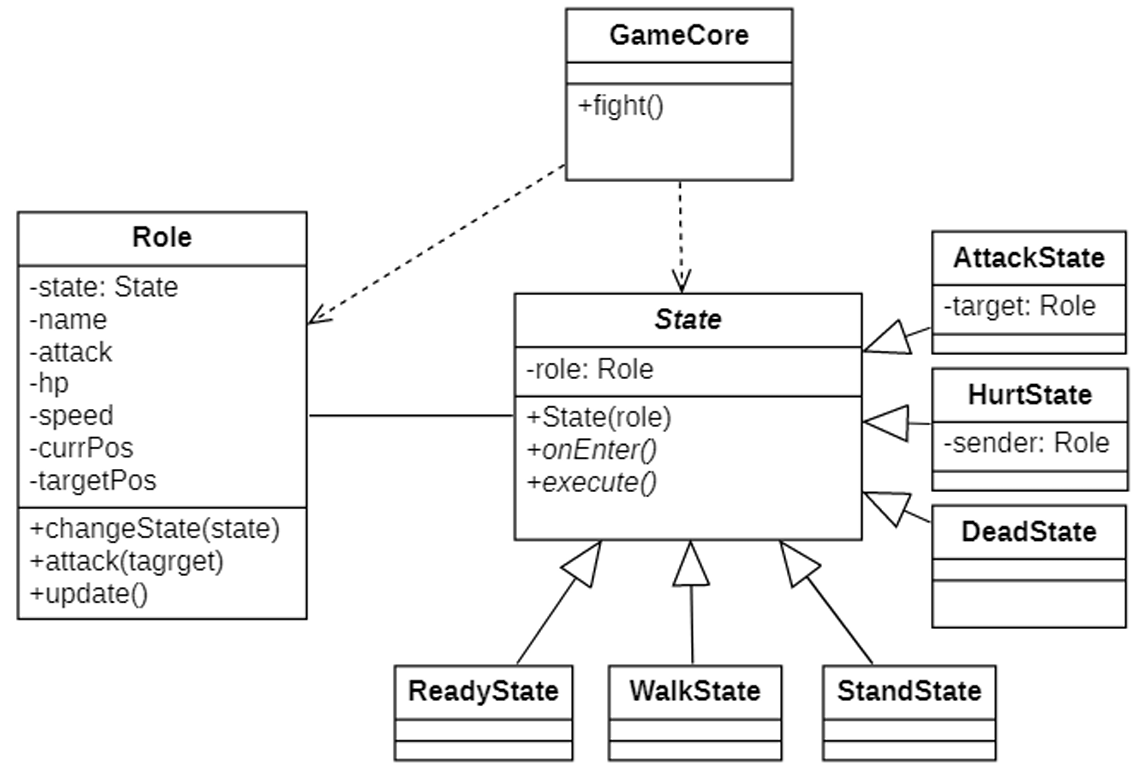 GameCore
+fight()
Role
-state: State
-name
-attack
-hp
-speed
-currPos
-targetPos
+changeState(state)
+attack(tagrget)
+update()
State
-role: Role
+State(role)
+onEnter()
+execute()
AttackState
-target: Role
HurtState
-sender: Role
DeadState
ReadyState
WalkState
StandState